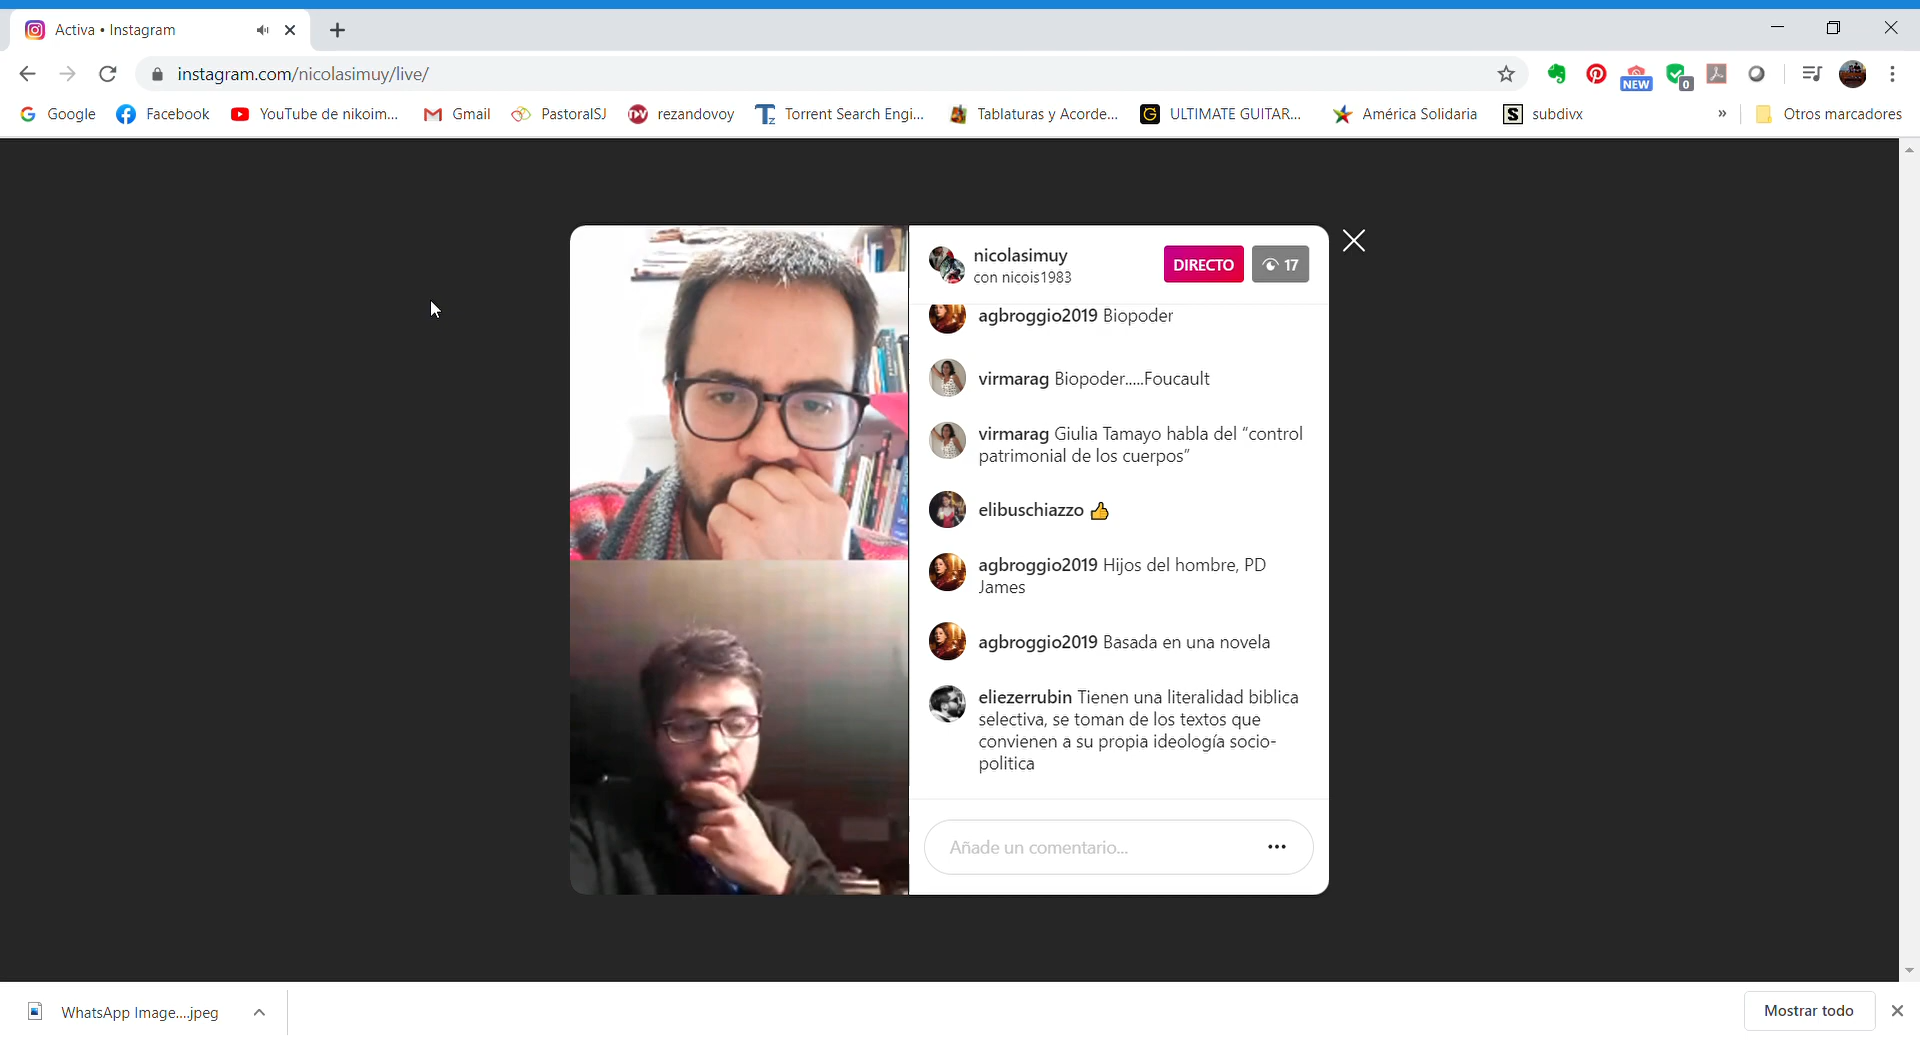 Activa • Instagram
instagram.com/nicolasimuy/live/
NEW
0
Google
Facebook
YouTube de nikoim...
Gmail
PastoralSJ
rezandovoy
Torrent Search Engi...
Tablaturas y Acorde...
ULTIMATE GUITAR...
América Solidaria
subdivx
»
Otros marcadores
nicolasimuy
con nicois1983
DIRECTO
17
agbroggio2019 Biopoder
virmarag Biopoder.....Foucault
virmarag Giulia Tamayo habla del “control
patrimonial de los cuerpos”
elibuschiazzo 👍
agbroggio2019 Hijos del hombre, PD
James
agbroggio2019 Basada en una novela
eliezerrubin Tienen una literalidad biblica
selectiva, se toman de los textos que
convienen a su propia ideología socio-
politica
Añade un comentario...
WhatsApp Image....jpeg
Mostrar todo